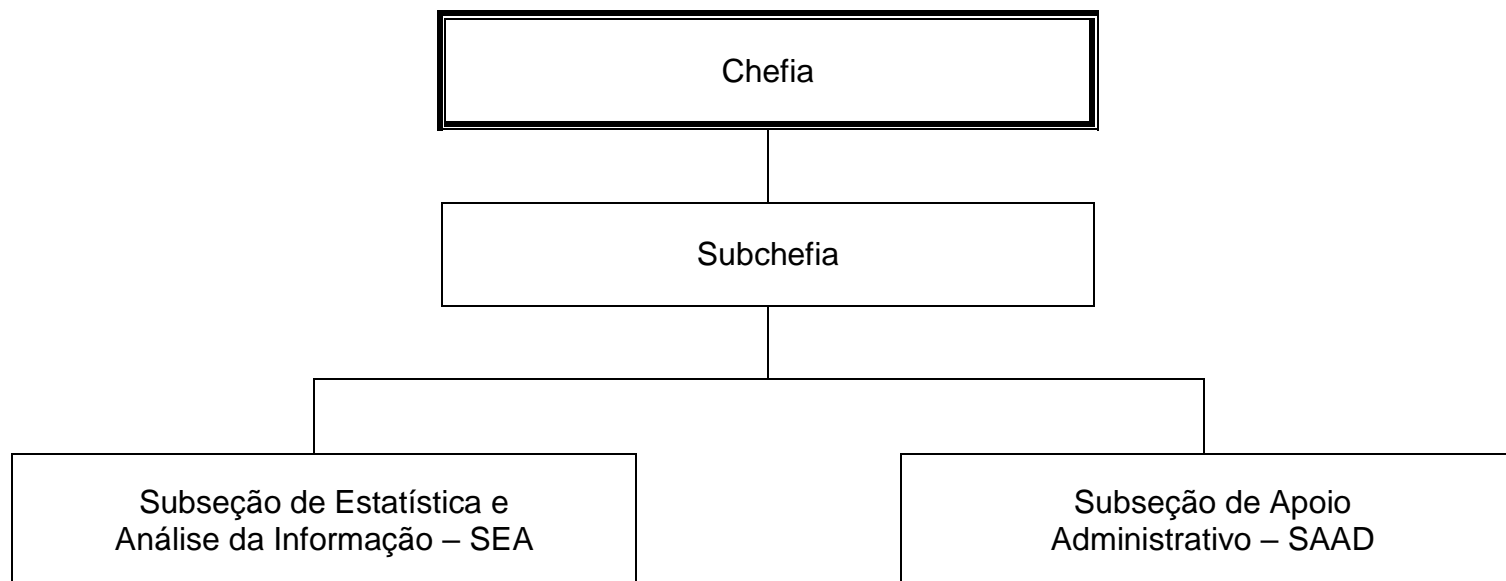 Chefia
Subchefia
Subseção de Estatística e
Análise da Informação – SEA
Subseção de Apoio
Administrativo – SAAD